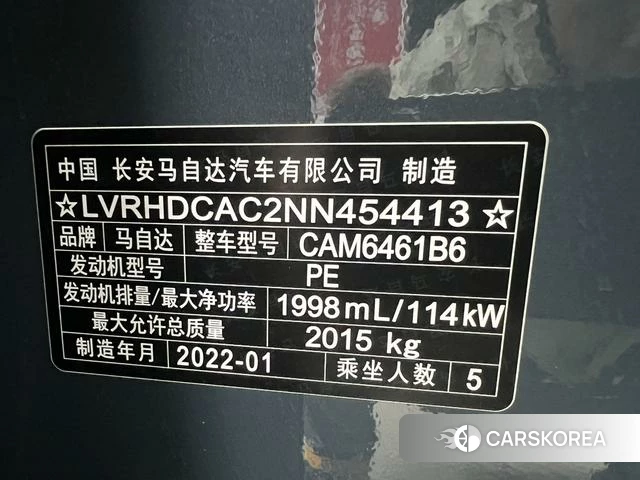 中国 长安马自达汽车有限公司 制造
☆LVRHDCAC2NN454413☆
品牌 马自达 整车型号 CAM6461B6
发动机型号 PE
发动机排量/最大净功率 1998mL/114kW
最大允许总质量 2015 kg
制造年月 2022-01 乘坐人数 5
CARSKOREA